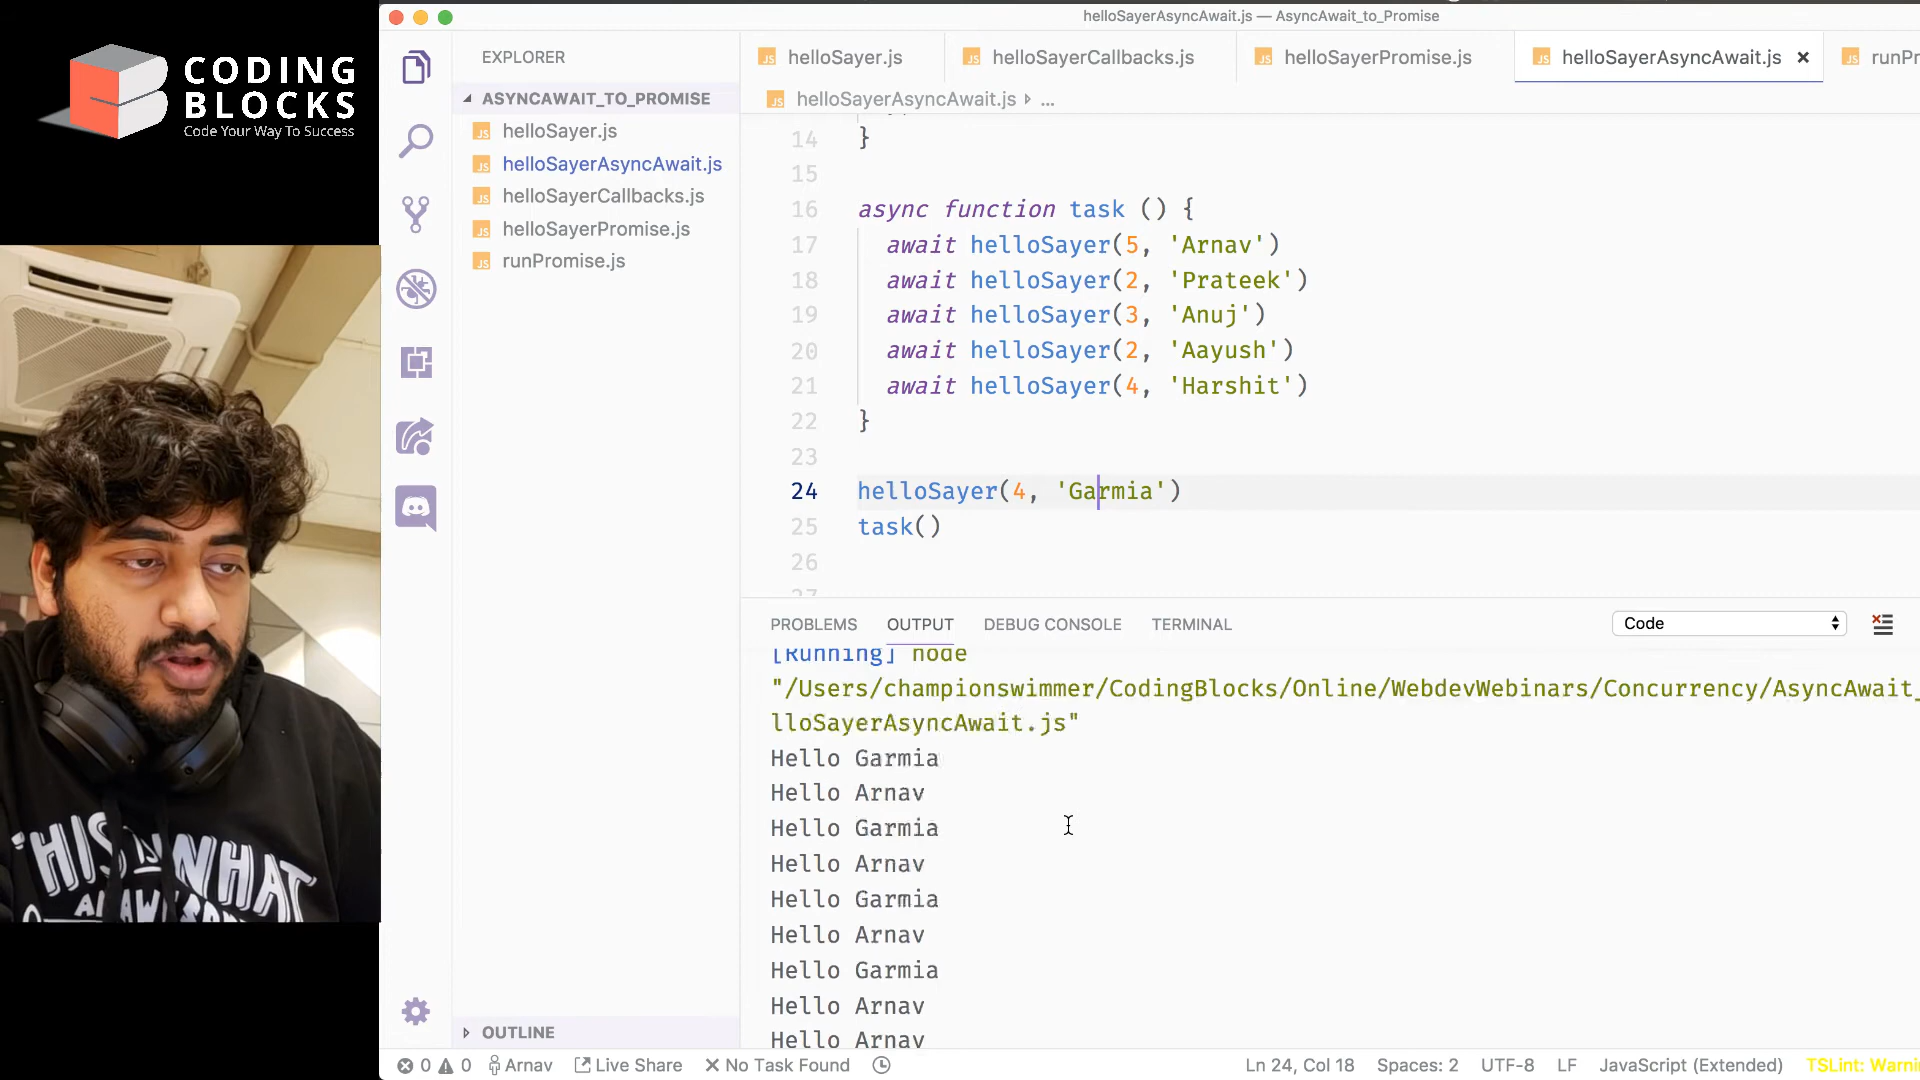 helloSayerAsyncAwait.js — AsyncAwait_to_Promise
CODING
BLOCKS
Code Your Way To Success
EXPLORER
ASYNCAWAIT_TO_PROMISE
helloSayer.js
helloSayerAsyncAwait.js
helloSayerCallbacks.js
helloSayerPromise.js
runPromise.js
OUTLINE
helloSayer.js
helloSayerCallbacks.js
helloSayerPromise.js
helloSayerAsyncAwait.js ×
runPr
helloSayerAsyncAwait.js ▸ ...
14 }
15
16 async function task () {
17 await helloSayer(5, 'Arnav')
18 await helloSayer(2, 'Prateek')
19 await helloSayer(3, 'Anuj')
20 await helloSayer(2, 'Aayush')
21 await helloSayer(4, 'Harshit')
22 }
23
24 helloSayer(4, 'Garmia')
25 task()
26
27
PROBLEMS OUTPUT DEBUG CONSOLE TERMINAL Code
[Running] node
"/Users/championswimmer/CodingBlocks/Online/WebdevWebinars/Concurrency/AsyncAwait_
lloSayerAsyncAwait.js"
Hello Garmia
Hello Arnav
Hello Garmia
Hello Arnav
Hello Garmia
Hello Arnav
Hello Garmia
Hello Arnav
Hello Arnav
0 0 Arnav Live Share No Task Found Ln 24, Col 18 Spaces: 2 UTF-8 LF JavaScript (Extended) TSLint: Warni
THIS IS WHAT